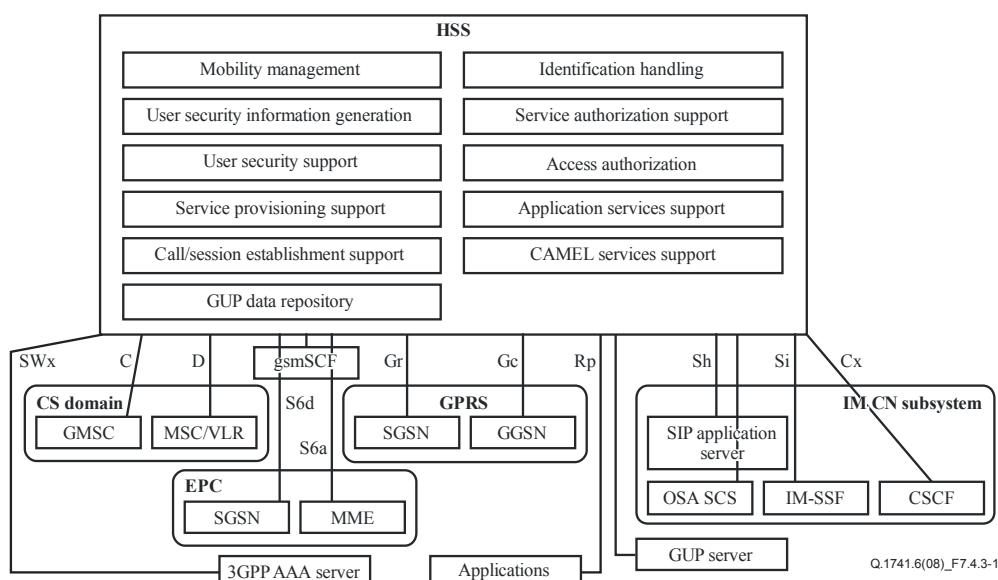 HSS
Mobility management
Identification handling
User security information generation
Service authorization support
User security support
Access authorization
Service provisioning support
Application services support
Call/session establishment support
CAMEL services support
GUP data repository
SWx
C
D
gsmSCF
Gr
Gc
Rp
Sh
Si
Cx
CS domain
S6d
GPRS
IM CN subsystem
GMSC
MSC/VLR
S6a
SGSN
GGSN
SIP application
server
EPC
SGSN
MME
OSA SCS
IM-SSF
CSCF
3GPP AAA server
Applications
GUP server
Q.1741.6(08)_F7.4.3-1